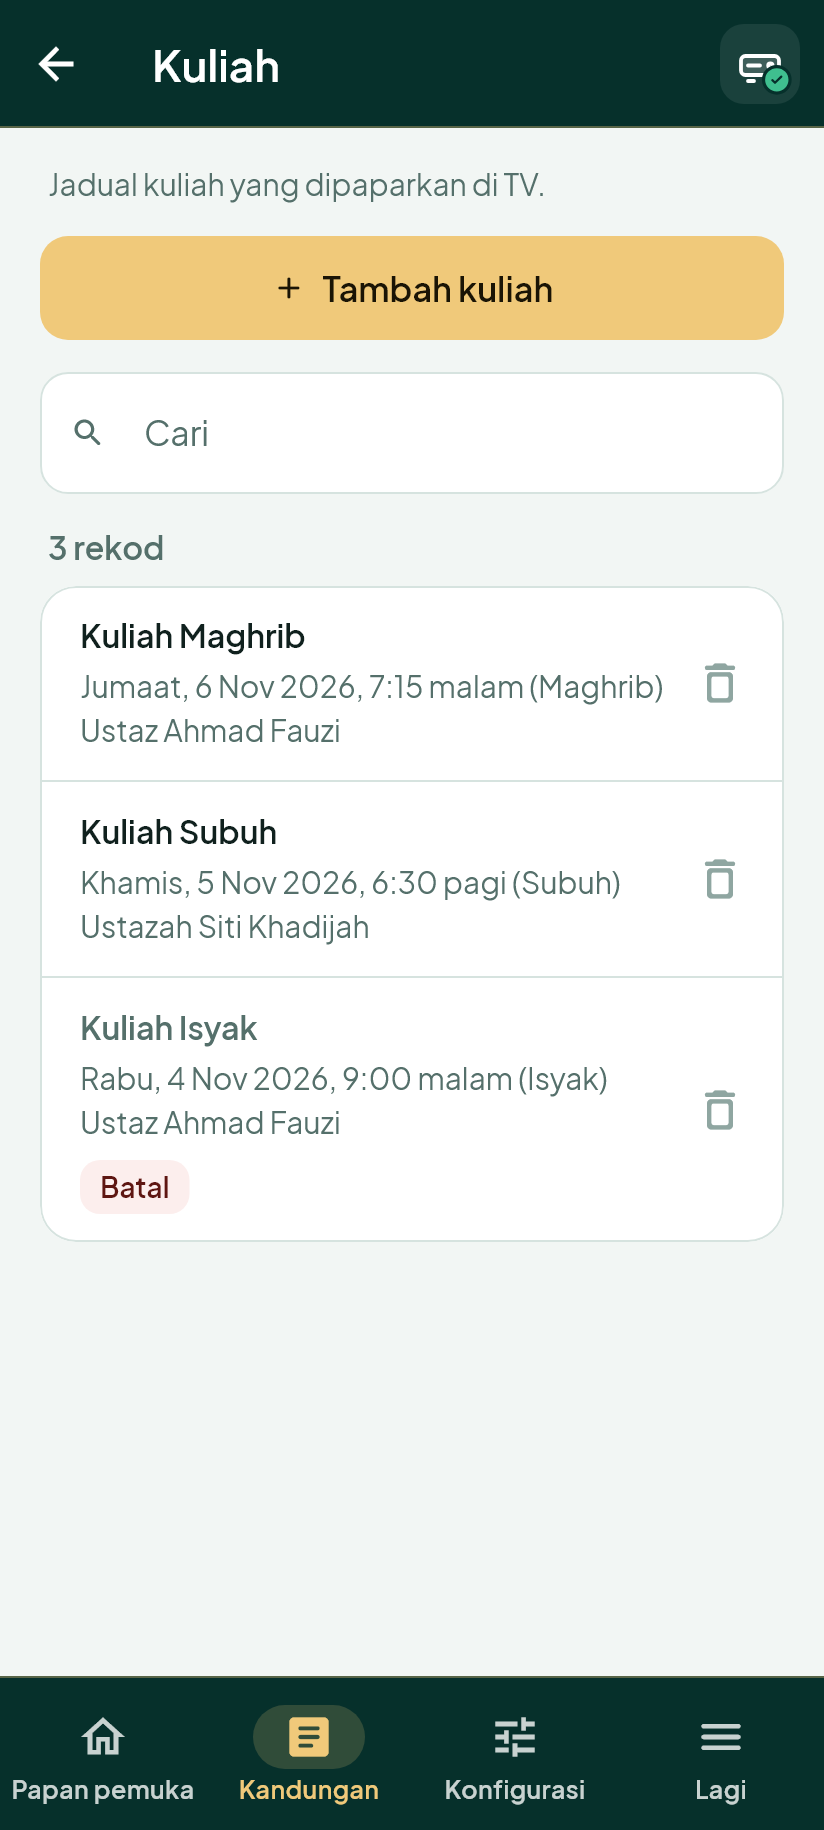 Kuliah
Jadual kuliah yang dipaparkan di TV.
+ Tambah kuliah
Cari
3 rekod
Kuliah Maghrib
Jumaat, 6 Nov 2026, 7:15 malam (Maghrib)
Ustaz Ahmad Fauzi
Kuliah Subuh
Khamis, 5 Nov 2026, 6:30 pagi (Subuh)
Ustazah Siti Khadijah
Kuliah Isyak
Rabu, 4 Nov 2026, 9:00 malam (Isyak)
Ustaz Ahmad Fauzi
Batal
Papan pemuka
Kandungan
Konfigurasi
Lagi